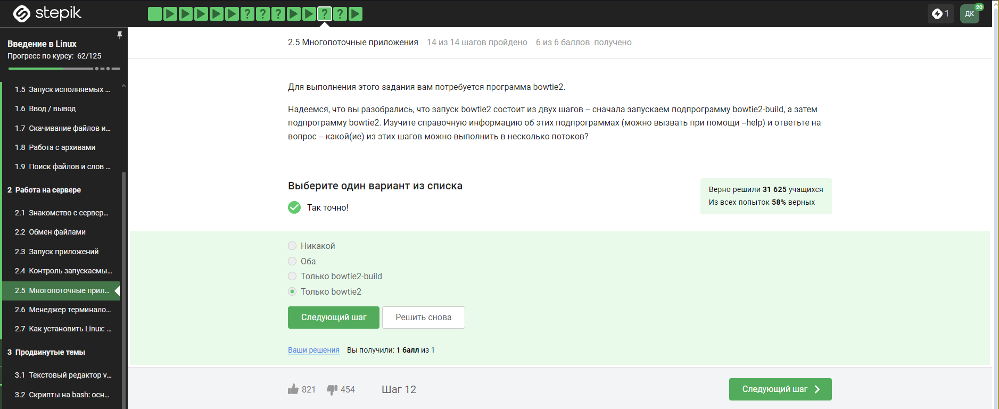 stepik
? ? ? ? ?
1
ДК
20
Введение в Linux
Прогресс по курсу: 62/125
1.5 Запуск исполняемых ...
1.6 Ввод / вывод
1.7 Скачивание файлов и...
1.8 Работа с архивами
1.9 Поиск файлов и слов ...
2 Работа на сервере
2.1 Знакомство с сервер...
2.2 Обмен файлами
2.3 Запуск приложений
2.4 Контроль запускаемы...
2.5 Многопоточные прил...
2.6 Менеджер терминало...
2.7 Как установить Linux: ...
3 Продвинутые темы
3.1 Текстовый редактор v...
3.2 Скрипты на bash: осн...
2.5 Многопоточные приложения 14 из 14 шагов пройдено 6 из 6 баллов получено
Для выполнения этого задания вам потребуется программа bowtie2.
Надеемся, что вы разобрались, что запуск bowtie2 состоит из двух шагов -- сначала запускаем подпрограмму bowtie2-build, а затем
подпрограмму bowtie2. Изучите справочную информацию об этих подпрограммах (можно вызвать при помощи --help) и ответьте на
вопрос -- какой(ие) из этих шагов можно выполнить в несколько потоков?
Выберите один вариант из списка
Так точно!
Верно решили 31 625 учащихся
Из всех попыток 58% верных
Никакой
Оба
Только bowtie2-build
Только bowtie2
Следующий шаг Решить снова
Ваши решения Вы получили: 1 балл из 1
821 454 Шаг 12 Следующий шаг